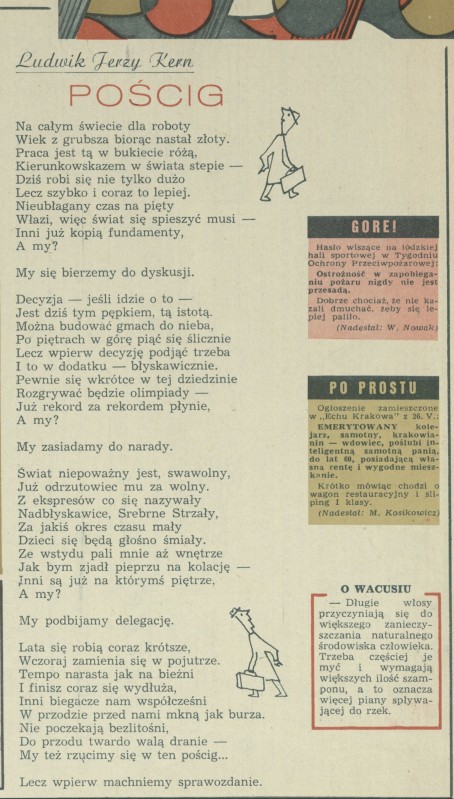 Ludwik Jerzy Kern
POŚCIG
Na całym świecie dla roboty
Wiek z grubsza biorąc nastał złoty.
Praca jest tą w bukiecie różą,
Kierunkowskazem w świata stepie —
Dziś robi się nie tylko dużo
Lecz szybko i coraz to lepiej.
Nieubłagany czas na pięty
Włazi, więc świat się spieszyć musi —
Inni już kopią fundamenty,
A my?
My się bierzemy do dyskusji.
Decyzja — jeśli idzie o to —
Jest dziś tym pępkiem, tą istotą.
Można budować gmach do nieba,
Po piętrach w górę piąć się ślicznie
Lecz wpierw decyzję podjąć trzeba
I to w dodatku — błyskawicznie.
Pewnie się wkrótce w tej dziedzinie
Rozgrywać będzie olimpiady —
Już rekord za rekordem płynie,
A my?
My zasiadamy do narady.
Świat niepoważny jest, swawolny,
Już odrzutowiec mu za wolny.
Z ekspresów co się nazywały
Nadbłyskawice, Srebrne Strzały,
Za jakiś okres czasu mały
Dzieci się będą głośno śmiały.
Ze wstydu pali mnie aż wnętrze
Jak bym zjadł pieprzu na kolację —
Inni są już na którymś piętrze,
A my?
My podbijamy delegację.
Lata się robią coraz krótsze,
Wczoraj zamienia się w pojutrze.
Tempo narasta jak na bieżni
I finisz coraz się wydłuża,
Inni biegacze nam współcześni
W przodzie przed nami mkną jak burza.
Nie poczekają bezlitośni,
Do przodu twardo walą dranie —
My też rzucimy się w ten pościg...
Lecz wpierw machniemy sprawozdanie.
GORE!
Hasło wiszące na łódzkiej
hali sportowej w Tygodniu
Ochrony Przeciwpożarowej:
Ostrożność w zapobiega-
niu pożaru nigdy nie jest
przesadą.
Dobrze chociaż, że nie ka-
zali dmuchać, żeby się le-
piej paliło.
(Nadesłał: W. Nowak)
PO PROSTU
Ogłoszenie zamieszczone
w „Echu Krakowa" z 26. V.:
EMERYTOWANY kole-
jarz, samotny, krakowia-
nin — wdowiec, poślubi in-
teligentną samotną panią,
do lat 60, posiadającą wła-
sną rentę i wygodne miesz-
kanie.
Krótko mówiąc chodzi o
wagon restauracyjny i sli-
ping I klasy.
(Nadesłał: M. Kosikowicz)
O WACUSIU
— Długie włosy
przyczyniają się do
większego zanieczy-
szczania naturalnego
środowiska człowieka.
Trzeba częściej je
myć i wymagają
większych ilość szam-
ponu, a to oznacza
więcej piany spływa-
jącej do rzek.